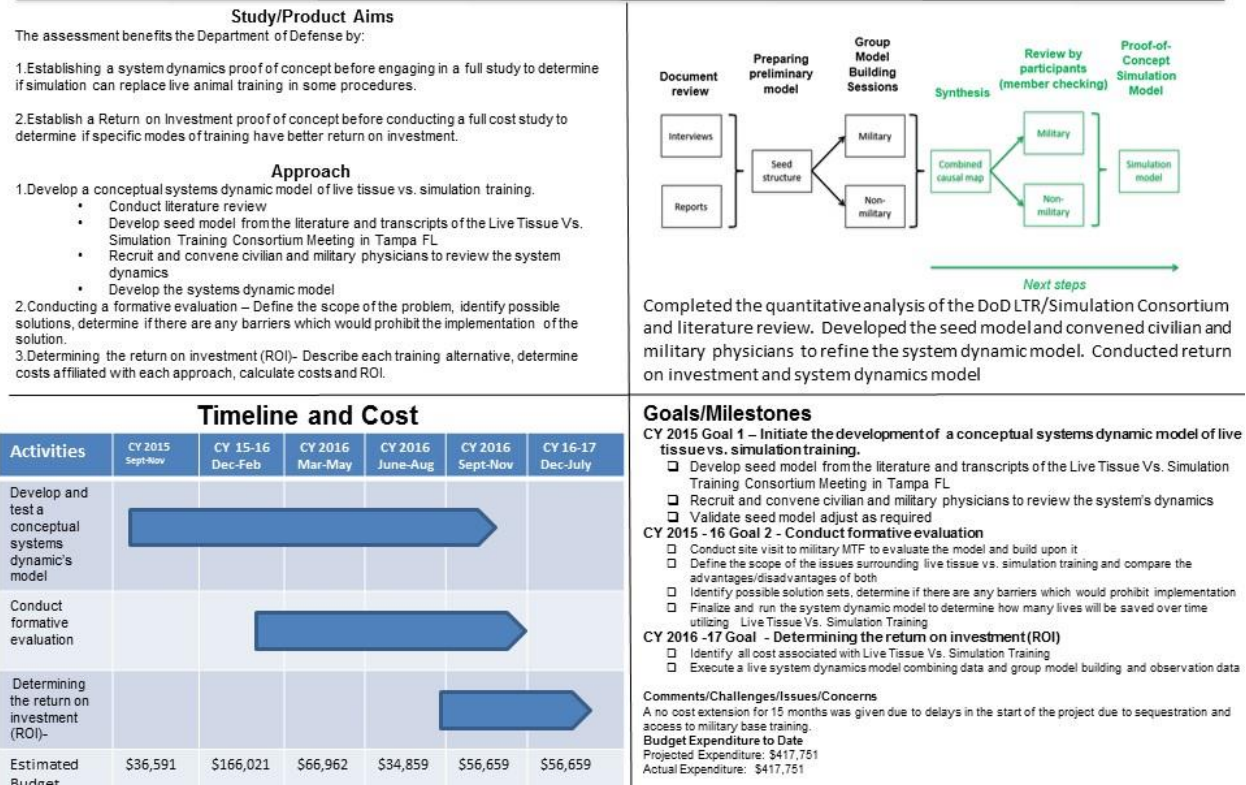 Study/Product Aims
The assessment benefits the Department of Defense by:
1.Establishing a system dynamics proof of concept before engaging in a full study to determine
if simulation can replace live animal training in some procedures.
2.Establish a Return on Investment proof of concept before conducting a full cost study to
determine if specific modes of training have better return on investment.
Approach
1.Develop a conceptual systems dynamic model of live tissue vs. simulation training.
• Conduct literature review
• Develop seed model from the literature and transcripts of the Live Tissue Vs.
Simulation Training Consortium Meeting in Tampa FL
• Recruit and convene civilian and military physicians to review the system
dynamics
• Develop the systems dynamic model
2.Conducting a formative evaluation – Define the scope of the problem, identify possible
solutions, determine if there are any barriers which would prohibit the implementation of the
solution.
3.Determining the return on investment (ROI)- Describe each training alternative, determine
costs affiliated with each approach, calculate costs and ROI.
Document
review
Preparing
preliminary
model
Group
Model
Building
Sessions
Synthesis
Review by
participants
(member checking)
Proof-of-
Concept
Simulation
Model
Interviews
Reports
Seed
structure
Military
Non-
military
Combined
causal map
Military
Non-
military
Simulation
model
Next steps
Completed the quantitative analysis of the DoD LTR/Simulation Consortium
and literature review. Developed the seed model and convened civilian and
military physicians to refine the system dynamic model. Conducted return
on investment and system dynamics model
Timeline and Cost
Activities CY 2015 Sept-Nov CY 15-16 Dec-Feb CY 2016 Mar-May CY 2016 June-Aug CY 2016 Sept-Nov CY 16-17 Dec-July
Develop and
test a
conceptual
systems
dynamic's
model
Conduct
formative
evaluation
Determining
the return on
investment
(ROI)-
Estimated $36,591 $166,021 $66,962 $34,859 $56,659 $56,659
Budget
Goals/Milestones
CY 2015 Goal 1 – Initiate the development of a conceptual systems dynamic model of live
tissue vs. simulation training.
❑ Develop seed model from the literature and transcripts of the Live Tissue Vs. Simulation
Training Consortium Meeting in Tampa FL
❑ Recruit and convene civilian and military physicians to review the system's dynamics
❑ Validate seed model adjust as required
CY 2015 - 16 Goal 2 - Conduct formative evaluation
❑ Conduct site visit to military MTF to evaluate the model and build upon it
❑ Define the scope of the issues surrounding live tissue vs. simulation training and compare the
advantages/disadvantages of both
❑ Identify possible solution sets, determine if there are any barriers which would prohibit implementation
❑ Finalize and run the system dynamic model to determine how many lives will be saved over time
utilizing Live Tissue Vs. Simulation Training
CY 2016 -17 Goal - Determining the return on investment (ROI)
❑ Identify all cost associated with Live Tissue Vs. Simulation Training
❑ Execute a live system dynamics model combining data and group model building and observation data
Comments/Challenges/Issues/Concerns
A no cost extension for 15 months was given due to delays in the start of the project due to sequestration and
access to military base training.
Budget Expenditure to Date
Projected Expenditure: $417,751
Actual Expenditure: $417,751